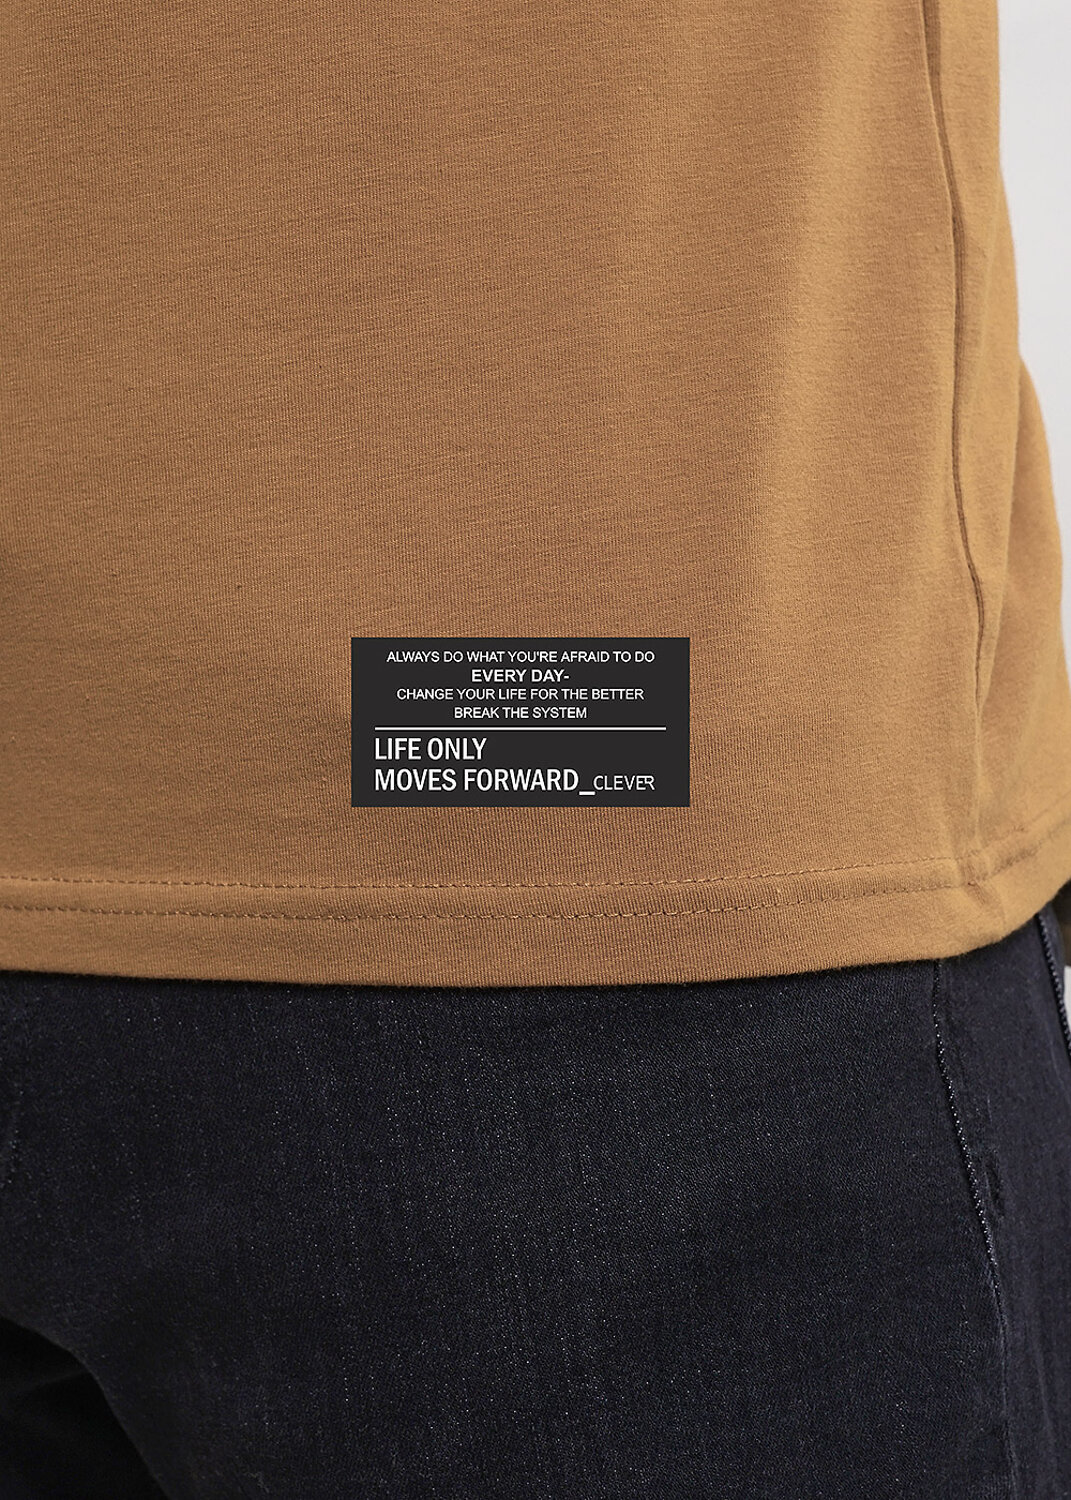 ALWAYS DO WHAT YOU'RE AFRAID TO DO
EVERY DAY-
CHANGE YOUR LIFE FOR THE BETTER
BREAK THE SYSTEM
LIFE ONLY
MOVES FORWARD_CLEVER